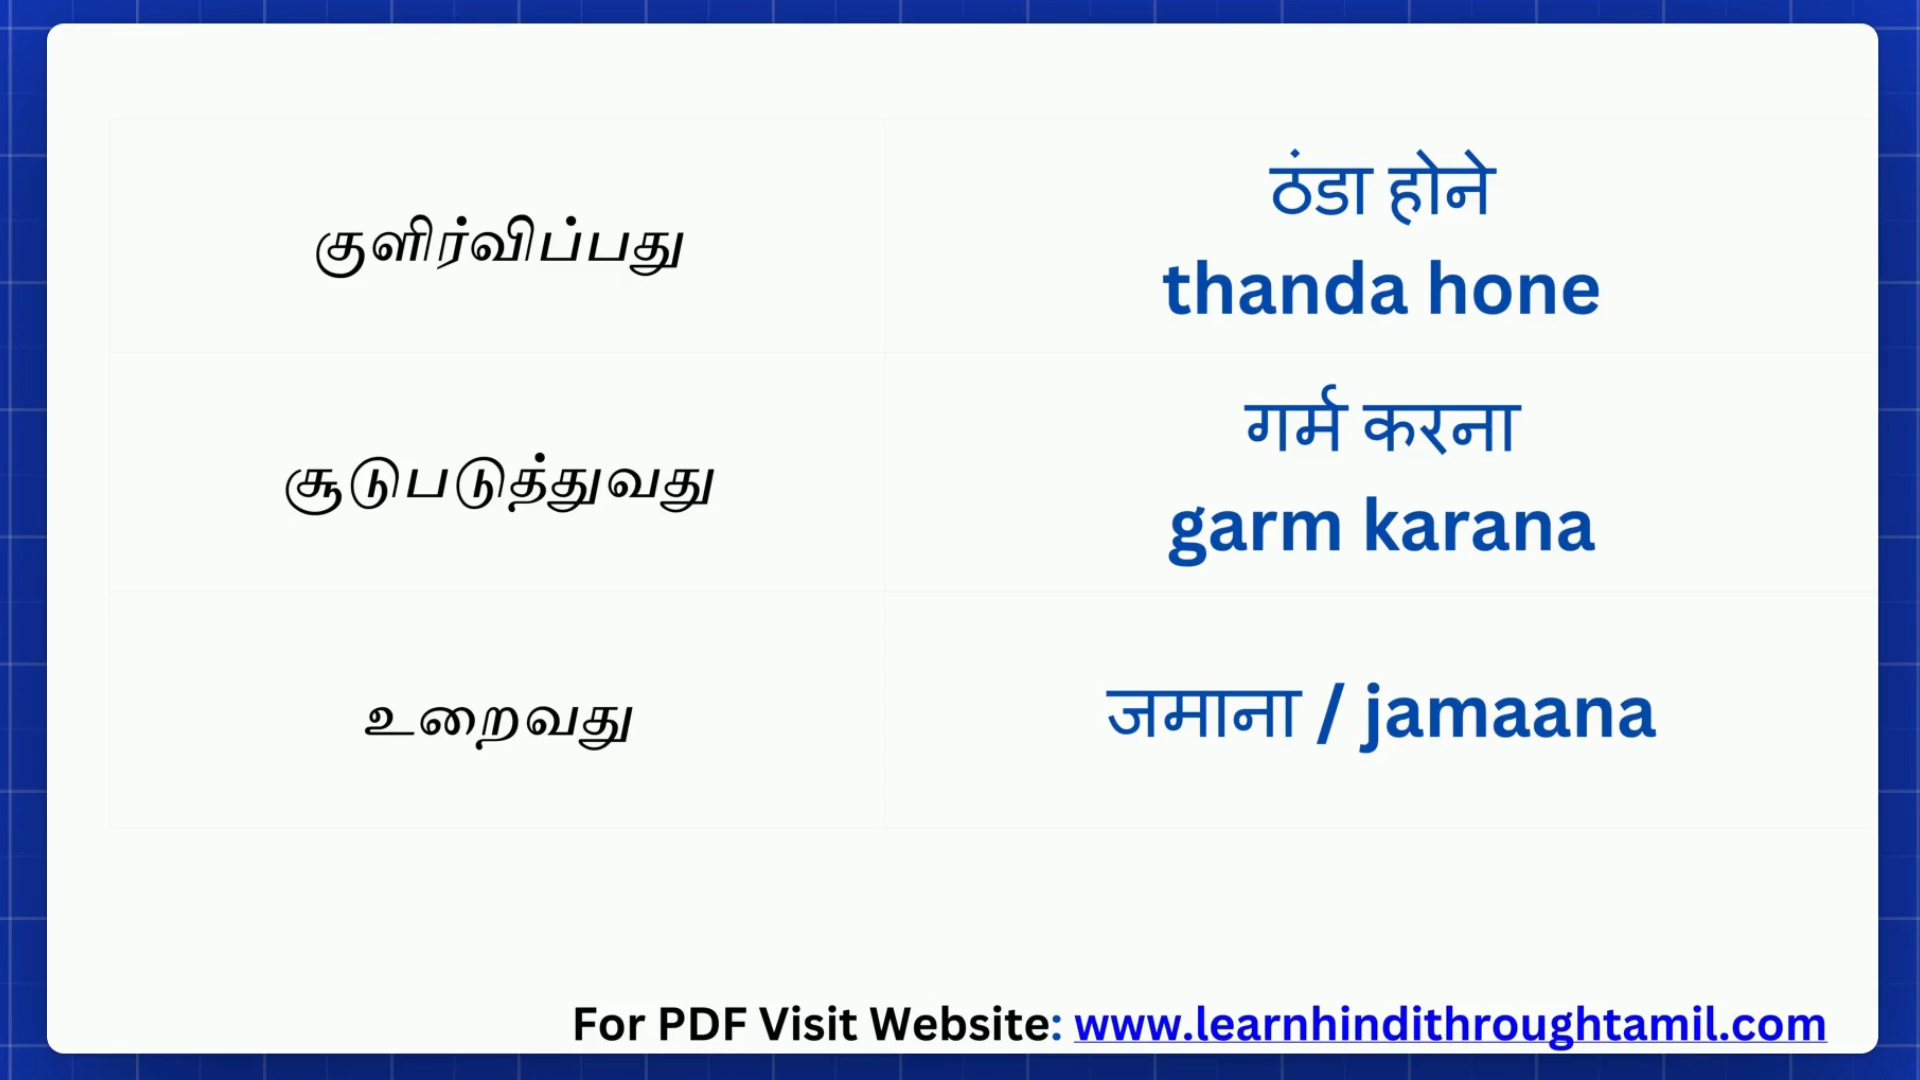 குளிர்விப்பது
ठंडा होने
thanda hone
சூடுபடுத்துவது
गर्म करना
garm karana
உறைவது
जमाना / jamaana
For PDF Visit Website: www.learnhindithroughtamil.com